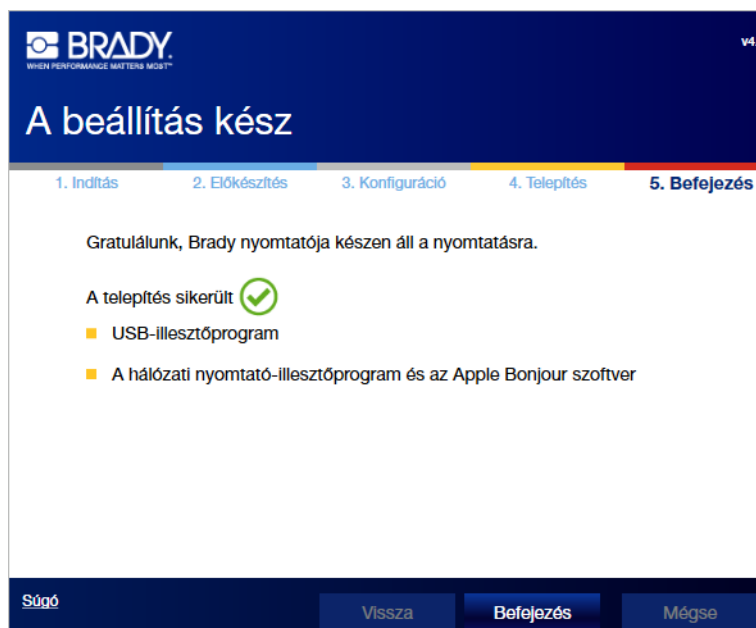 BRADY.
WHEN PERFORMANCE MATTERS MOST™
v4.
A beállítás kész
1. Indítás 2. Előkészítés 3. Konfiguráció 4. Telepítés 5. Befejezés
Gratulálunk, Brady nyomtatója készen áll a nyomtatásra.
A telepítés sikerült
USB-illesztőprogram
A hálózati nyomtató-illesztőprogram és az Apple Bonjour szoftver
Súgó Vissza Befejezés Mégse